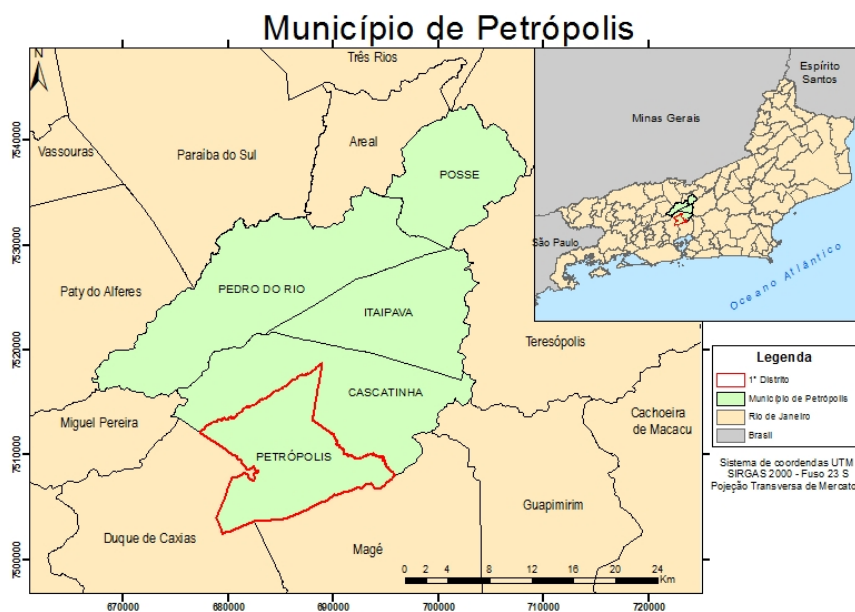 Município de Petrópolis
N
Três Rios
Espírito
Santos
Minas Gerais
7540000
Vassouras
Paraíba do Sul
Areal
POSSE
São Paulo
Oceano Atlântico
7530000
Paty do Alferes
PEDRO DO RIO
ITAIPAVA
Teresópolis
7520000
CASCATINHA
Legenda
1° Distrito
Município de Petrópolis
Rio de Janeiro
Brasil
Miguel Pereira
Cachoeira
de Macacu
PETRÓPOLIS
7510000
Sistema de coordendas UTM
SIRGAS 2000 - Fuso 23 S
Pojeção Transversa de Mercato
Guapimirim
Duque de Caxias
Magé
7500000
0 2 4 8 12 16 20 24
Km
670000 680000 690000 700000 710000 720000